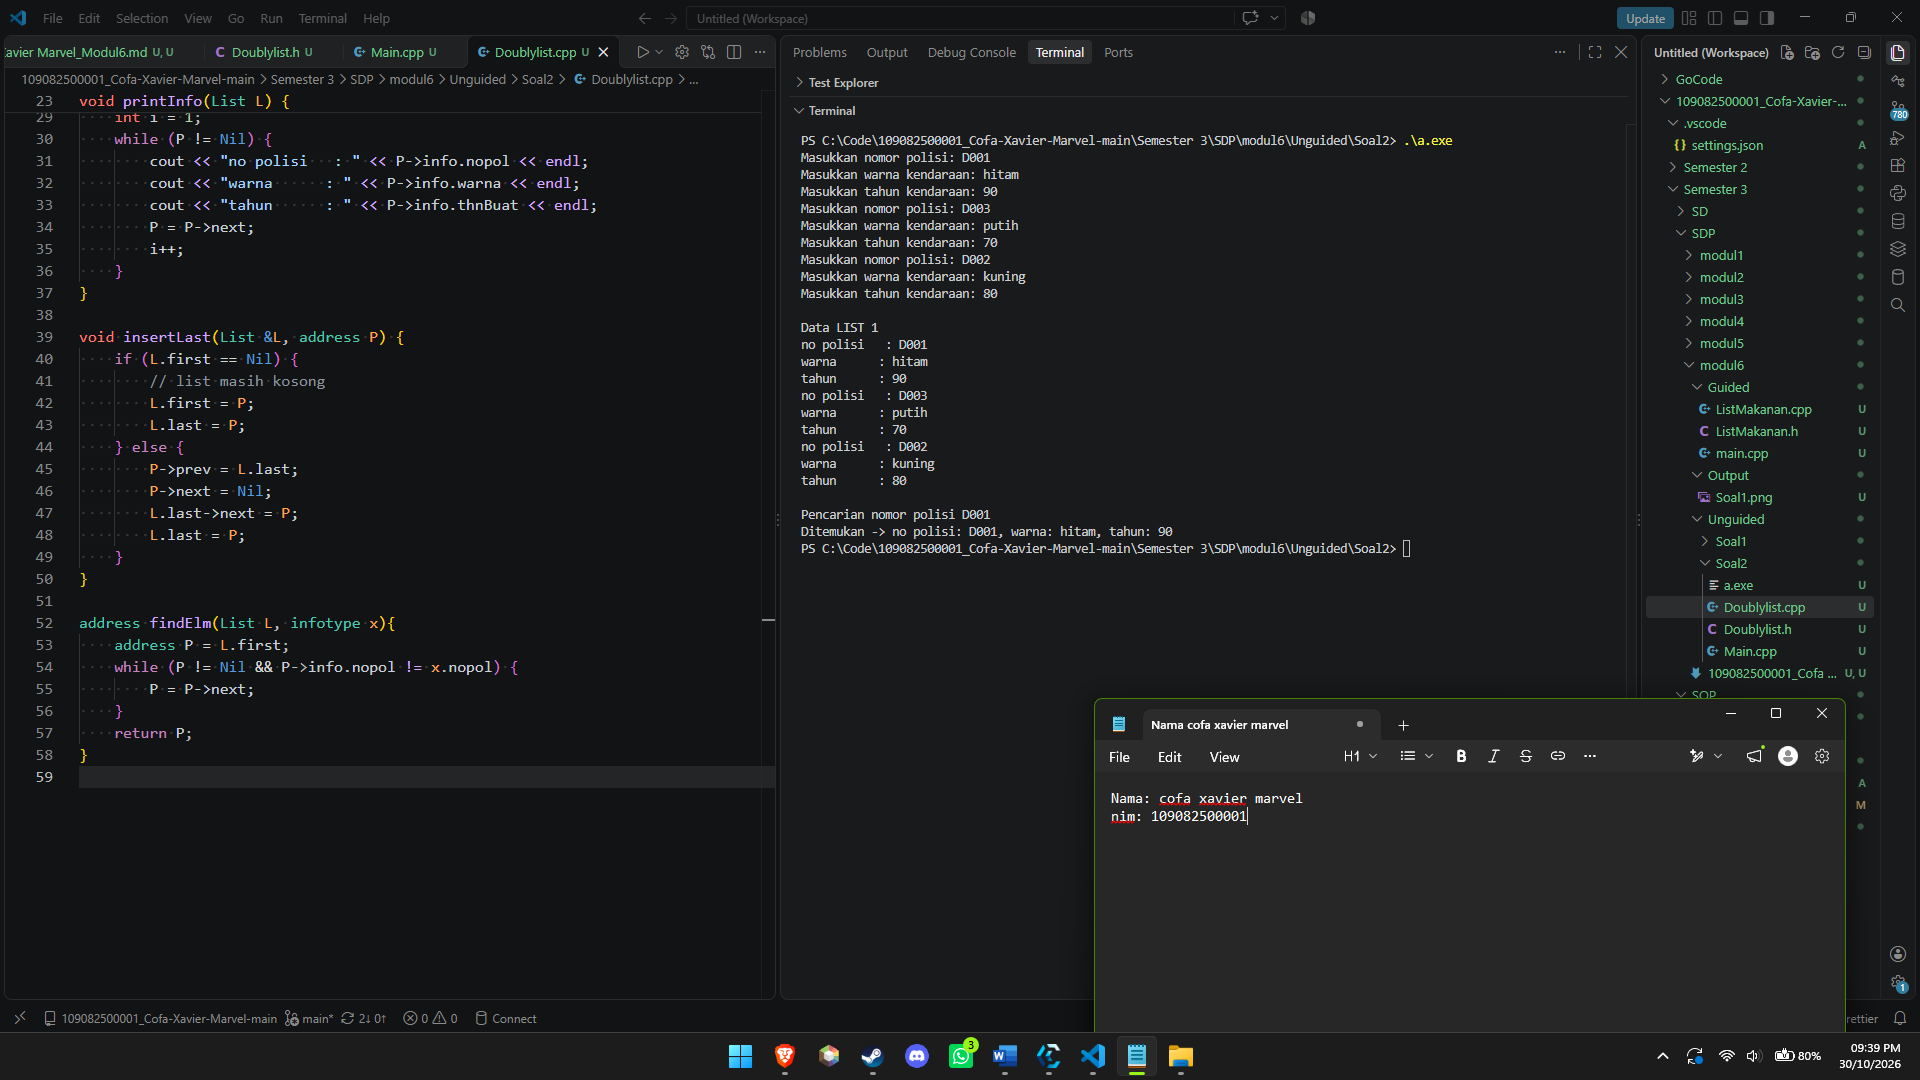 File Edit Selection View Go Run Terminal Help
Untitled (Workspace)
Update
Xavier Marvel_Modul6.md U, U
Doublylist.h U
Main.cpp U
Doublylist.cpp U
109082500001_Cofa-Xavier-Marvel-main > Semester 3 > SDP > modul6 > Unguided > Soal2 > Doublylist.cpp > ...
23 void printInfo(List L) {
29 int i = 1;
30 while (P != Nil) {
31 cout << "no polisi   : " << P->info.nopol << endl;
32 cout << "warna      : " << P->info.warna << endl;
33 cout << "tahun      : " << P->info.thnBuat << endl;
34 P = P->next;
35 i++;
36 }
37 }
38
39 void insertLast(List &L, address P) {
40 if (L.first == Nil) {
41 // list masih kosong
42 L.first = P;
43 L.last = P;
44 } else {
45 P->prev = L.last;
46 P->next = Nil;
47 L.last->next = P;
48 L.last = P;
49 }
50 }
51
52 address findElm(List L, infotype x){
53 address P = L.first;
54 while (P != Nil && P->info.nopol != x.nopol) {
55 P = P->next;
56 }
57 return P;
58 }
59
Problems Output Debug Console Terminal Ports
Test Explorer
Terminal
PS C:\Code\109082500001_Cofa-Xavier-Marvel-main\Semester 3\SDP\modul6\Unguided\Soal2> .\a.exe
Masukkan nomor polisi: D001
Masukkan warna kendaraan: hitam
Masukkan tahun kendaraan: 90
Masukkan nomor polisi: D003
Masukkan warna kendaraan: putih
Masukkan tahun kendaraan: 70
Masukkan nomor polisi: D002
Masukkan warna kendaraan: kuning
Masukkan tahun kendaraan: 80
Data LIST 1
no polisi   : D001
warna      : hitam
tahun      : 90
no polisi   : D003
warna      : putih
tahun      : 70
no polisi   : D002
warna      : kuning
tahun      : 80
Pencarian nomor polisi D001
Ditemukan -> no polisi: D001, warna: hitam, tahun: 90
PS C:\Code\109082500001_Cofa-Xavier-Marvel-main\Semester 3\SDP\modul6\Unguided\Soal2>
Untitled (Workspace)
GoCode
109082500001_Cofa-Xavier-...
.vscode
{} settings.json A
Semester 2
Semester 3
SD
SDP
modul1
modul2
modul3
modul4
modul5
modul6
Guided
ListMakanan.cpp U
ListMakanan.h U
main.cpp U
Output
Soal1.png U
Unguided
Soal1
Soal2
a.exe U
Doublylist.cpp U
Doublylist.h U
Main.cpp U
109082500001_Cofa ... U, U
SOP
A
M
780
1
Nama cofa xavier marvel
File Edit View
H1 B I S
Nama: cofa xavier marvel
nim: 109082500001
109082500001_Cofa-Xavier-Marvel-main main* 2↓ 0↑ 0 0 Connect
rettier
3
80%
09:39 PM
30/10/2026